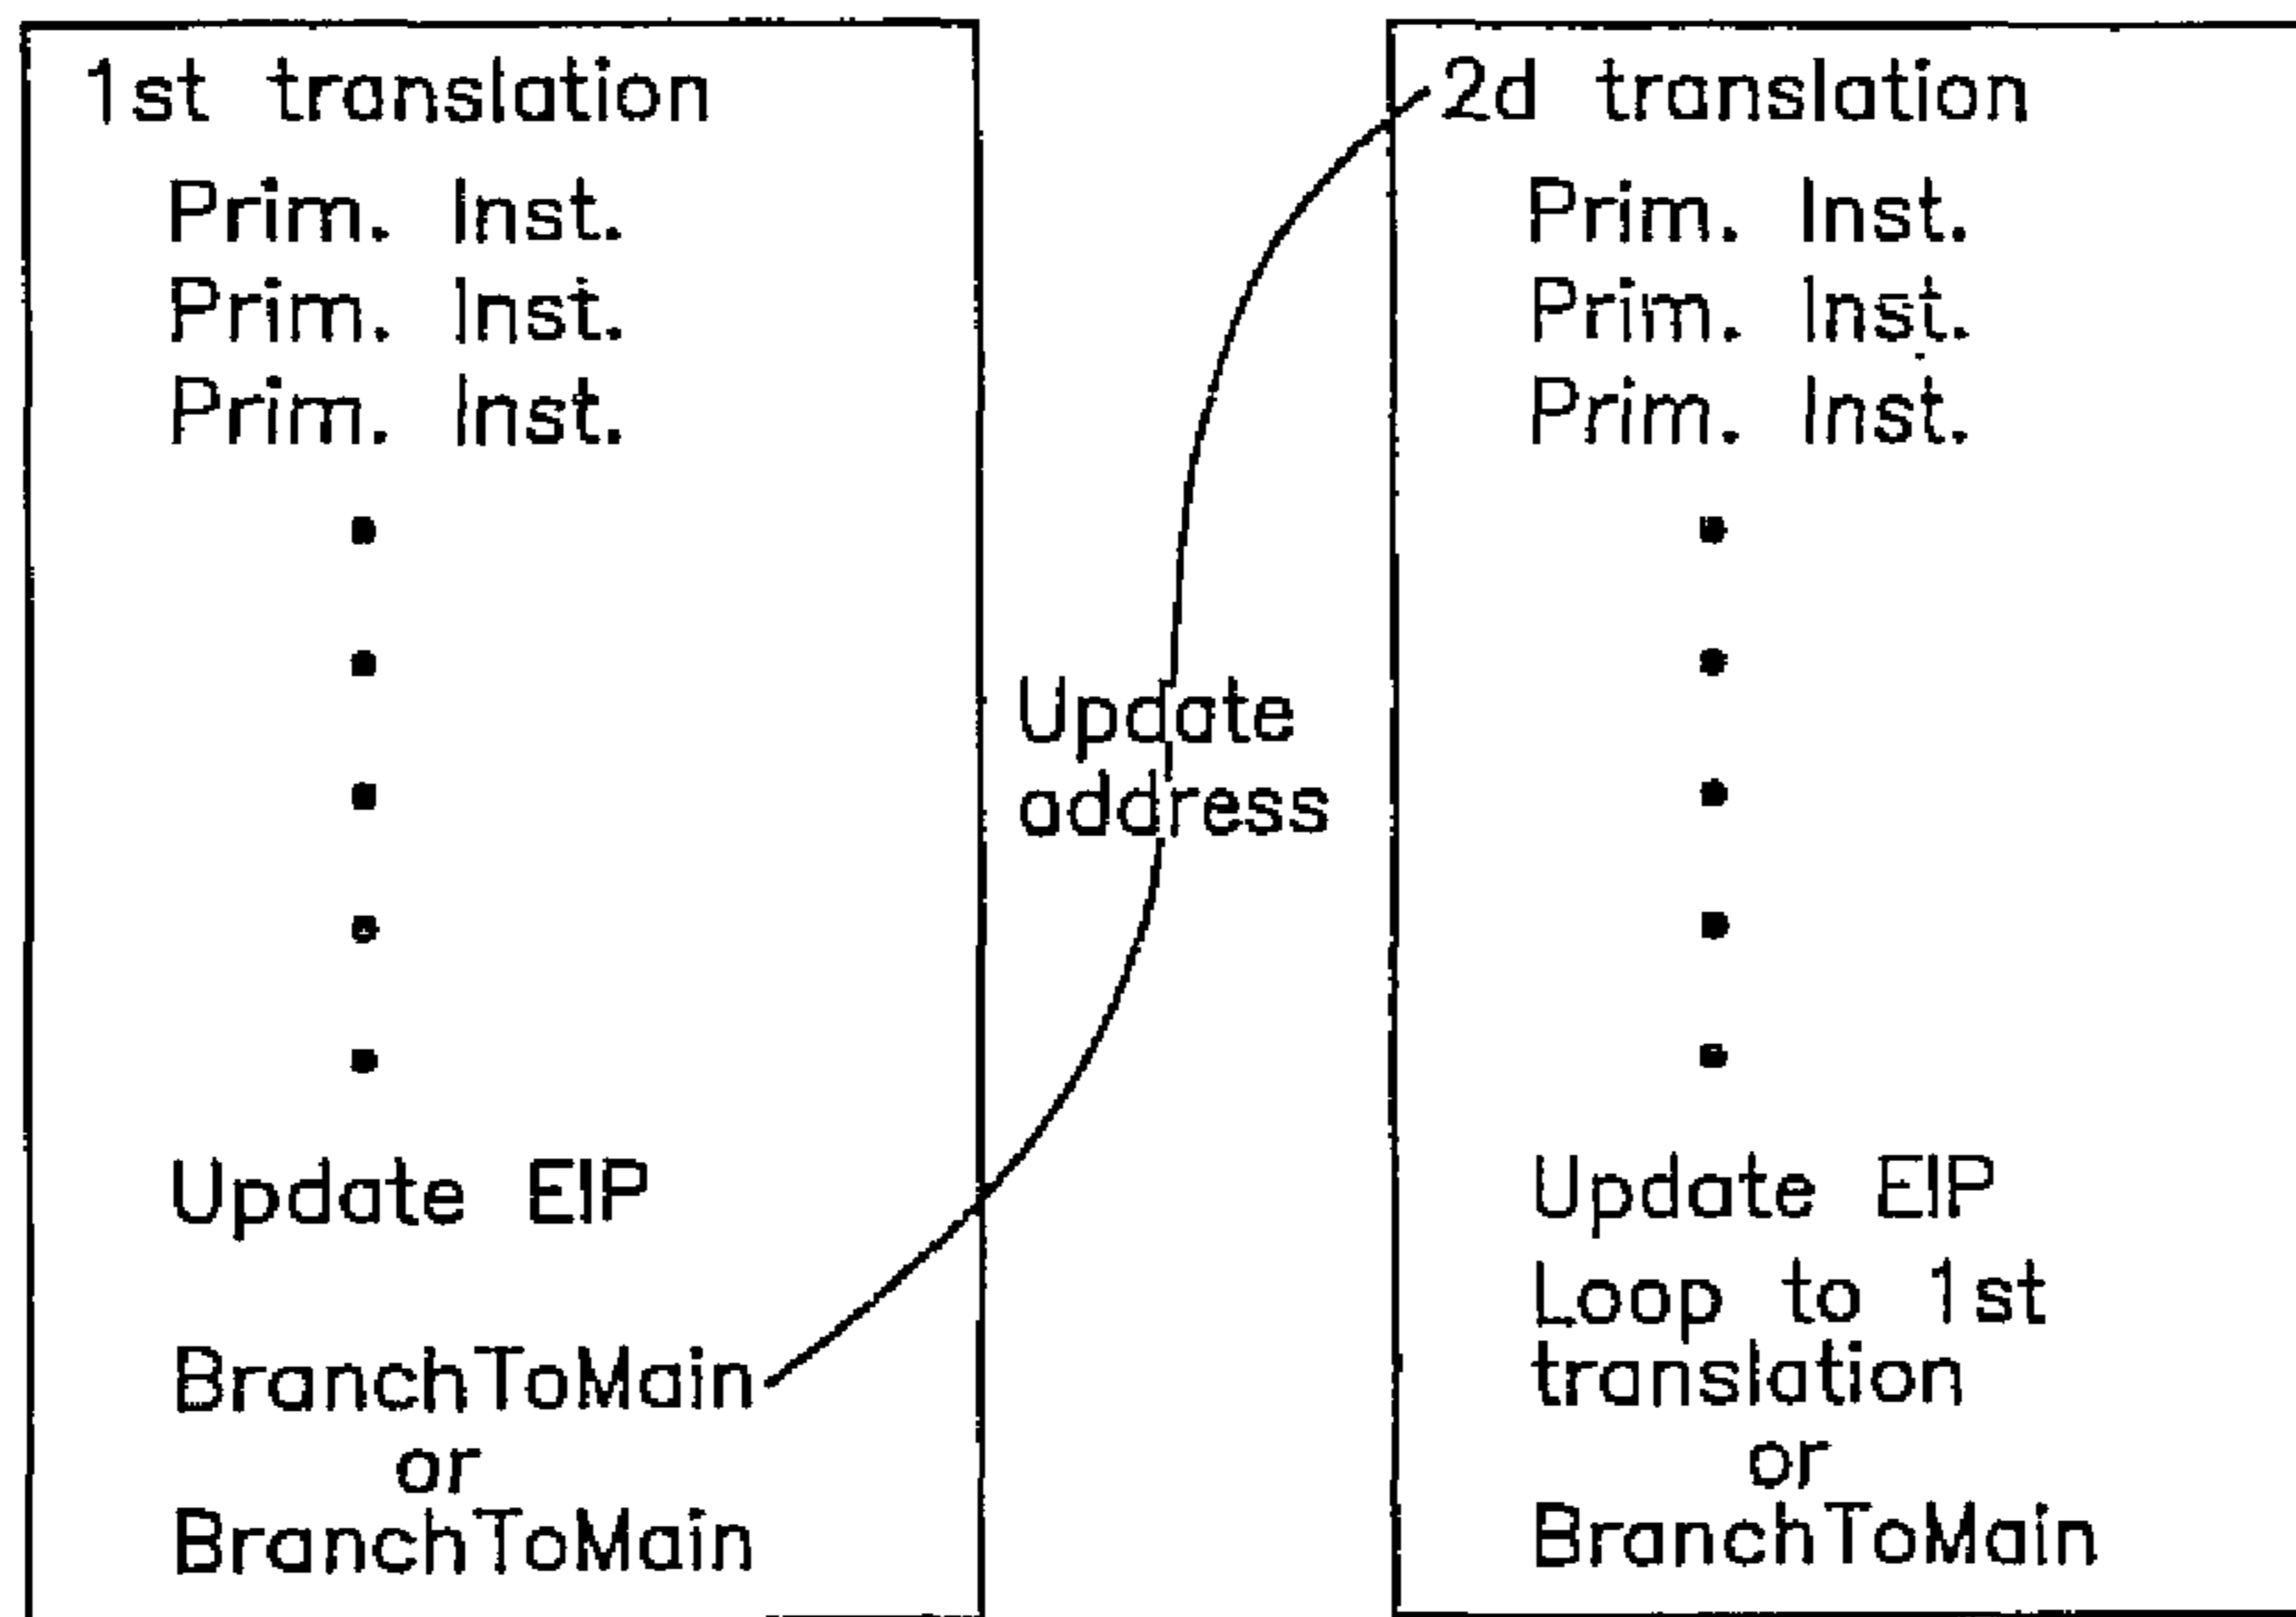 1st translation
Prim. Inst.
Prim. Inst.
Prim. Inst.
Update EIP
BranchToMain
or
BranchToMain
Update
address
2d translation
Prim. Inst.
Prim. Inst.
Prim. Inst.
Update EIP
Loop to 1st
translation
or
BranchToMain